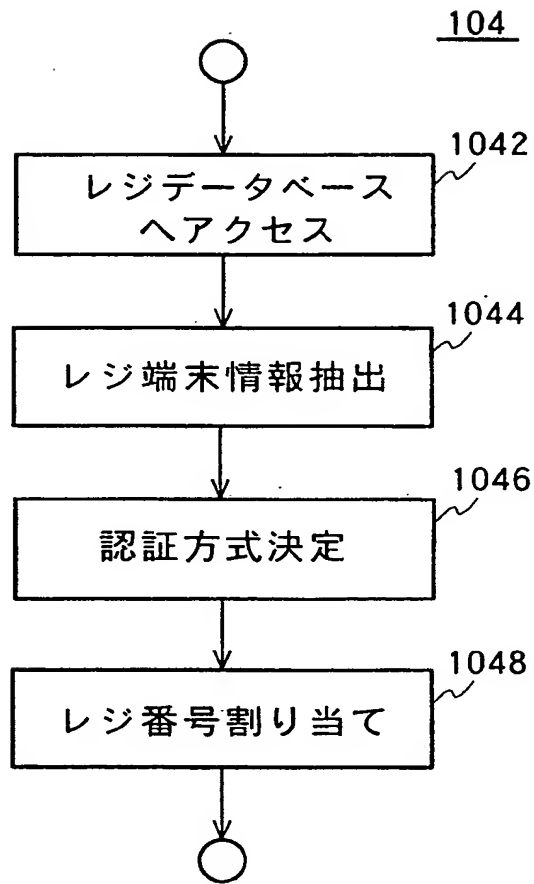 104
1042
レジデータベース
へアクセス
1044
レジ端末情報抽出
1046
認証方式決定
1048
レジ番号割り当て